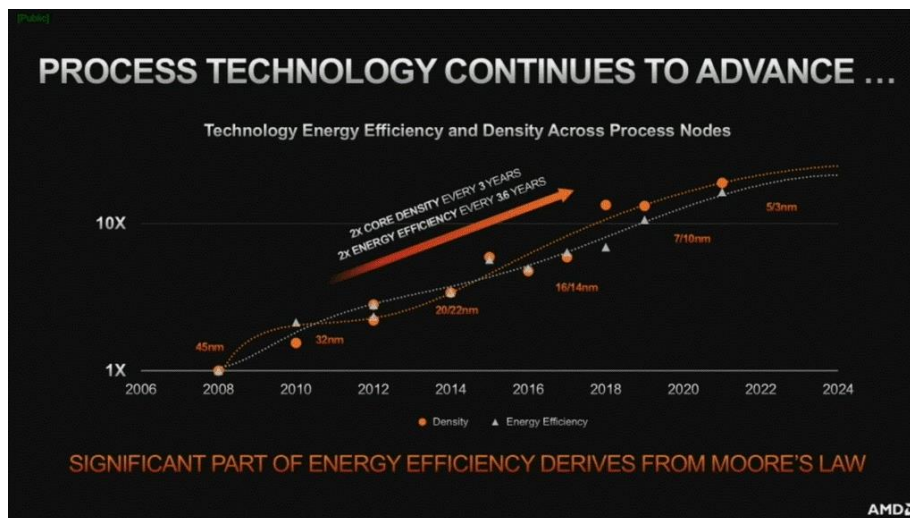 [Public]
PROCESS TECHNOLOGY CONTINUES TO ADVANCE ...
Technology Energy Efficiency and Density Across Process Nodes
2X CORE DENSITY EVERY 3 YEARS
2X ENERGY EFFICIENCY EVERY 3.6 YEARS
10X
5/3nm
7/10nm
16/14nm
20/22nm
45nm
32nm
1X
2006 2008 2010 2012 2014 2016 2018 2020 2022 2024
Density Energy Efficiency
SIGNIFICANT PART OF ENERGY EFFICIENCY DERIVES FROM MOORE'S LAW
AMD